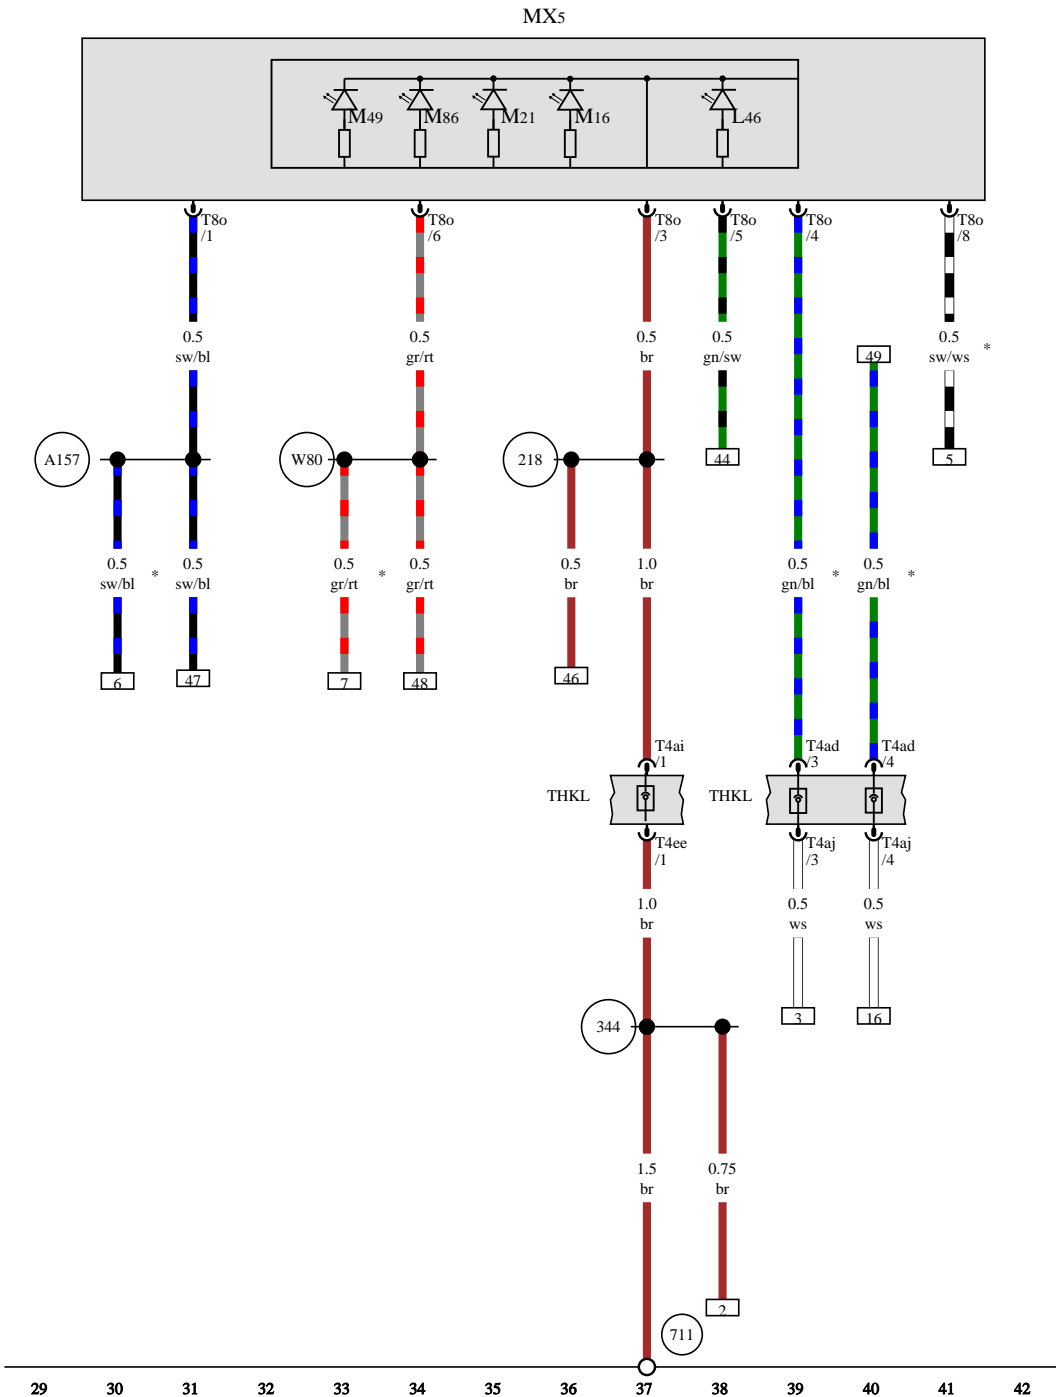 MX5
M49 M86 M21 M16 L46
T8o T8o T8o T8o T8o T8o
/1 /6 /3 /5 /4 /8
0.5 0.5 0.5 0.5 0.5
sw/bl gr/rt br gn/sw sw/ws *
49
A157 W80 218 44 5
0.5 0.5 0.5 0.5 0.5 1.0 0.5 0.5
sw/bl * sw/bl gr/rt * gr/rt br br gn/bl * gn/bl *
6 47 7 48 46
T4ai T4ad T4ad
/1 /3 /4
THKL THKL
T4ee T4aj T4aj
/1 /3 /4
1.0 0.5 0.5
br ws ws
3 16
344
1.5 0.75
br br
2
711
29 30 31 32 33 34 35 36 37 38 39 40 41 42